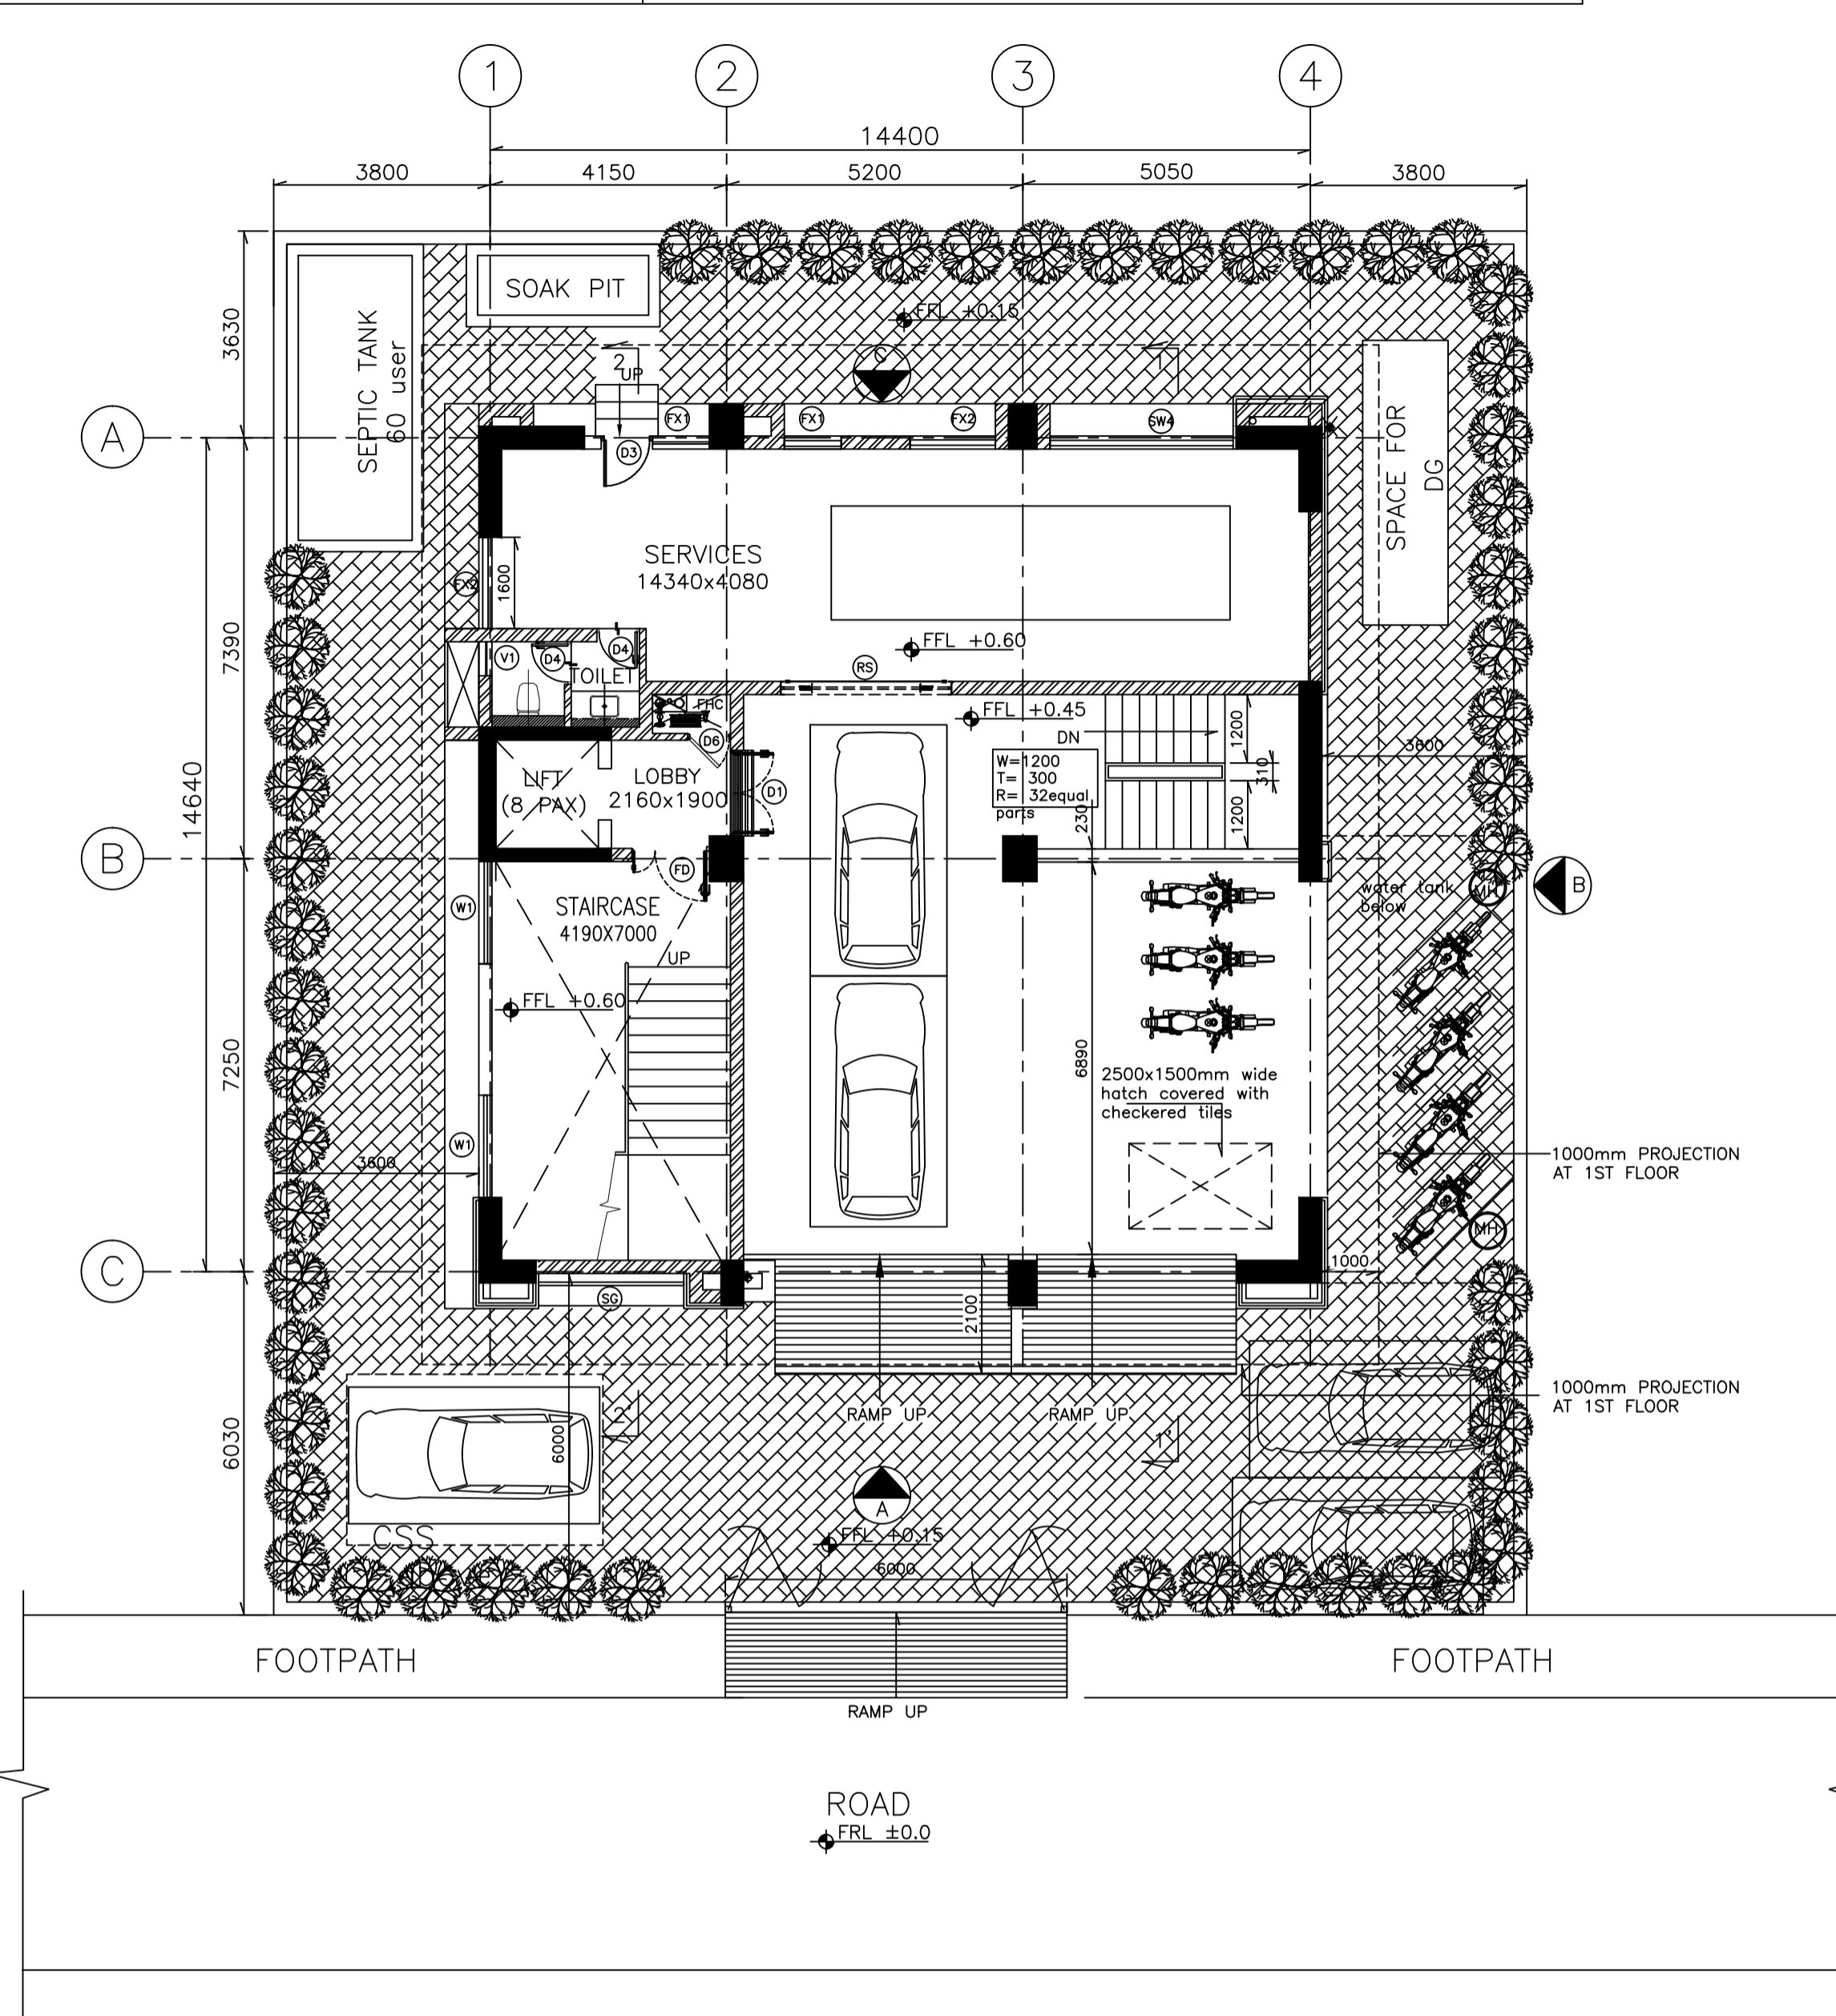 1
2
3
4
14400
3800
4150
5200
5050
3800
SOAK PIT
SEPTIC TANK
60 user
FFL +0.15
3630
2
UP
C
1
A
FX1
FX1
FX2
SW4
D3
SPACE FOR
DG
SERVICES
14340x4080
FX2
1600
7390
FFL +0.60
V1
D4
D4
TOILET
RS
FHC
FFL +0.45
D6
DN
1200
310
1200
3600
W=1200
T= 300
R= 32equal
parts
230
LIFT
(8 PAX)
LOBBY
2160x1900
D1
14640
B
FD
water tank
below
MH
B
W1
STAIRCASE
4190X7000
UP
FFL +0.60
7250
6890
2500x1500mm wide
hatch covered with
checkered tiles
W1
3600
1000mm PROJECTION
AT 1ST FLOOR
MH
C
1000
SG
2100
1000mm PROJECTION
AT 1ST FLOOR
RAMP UP
RAMP UP
2'
1'
6000
6030
A
CSS
FFL +0.15
6000
FOOTPATH
FOOTPATH
RAMP UP
ROAD
FRL ±0.0